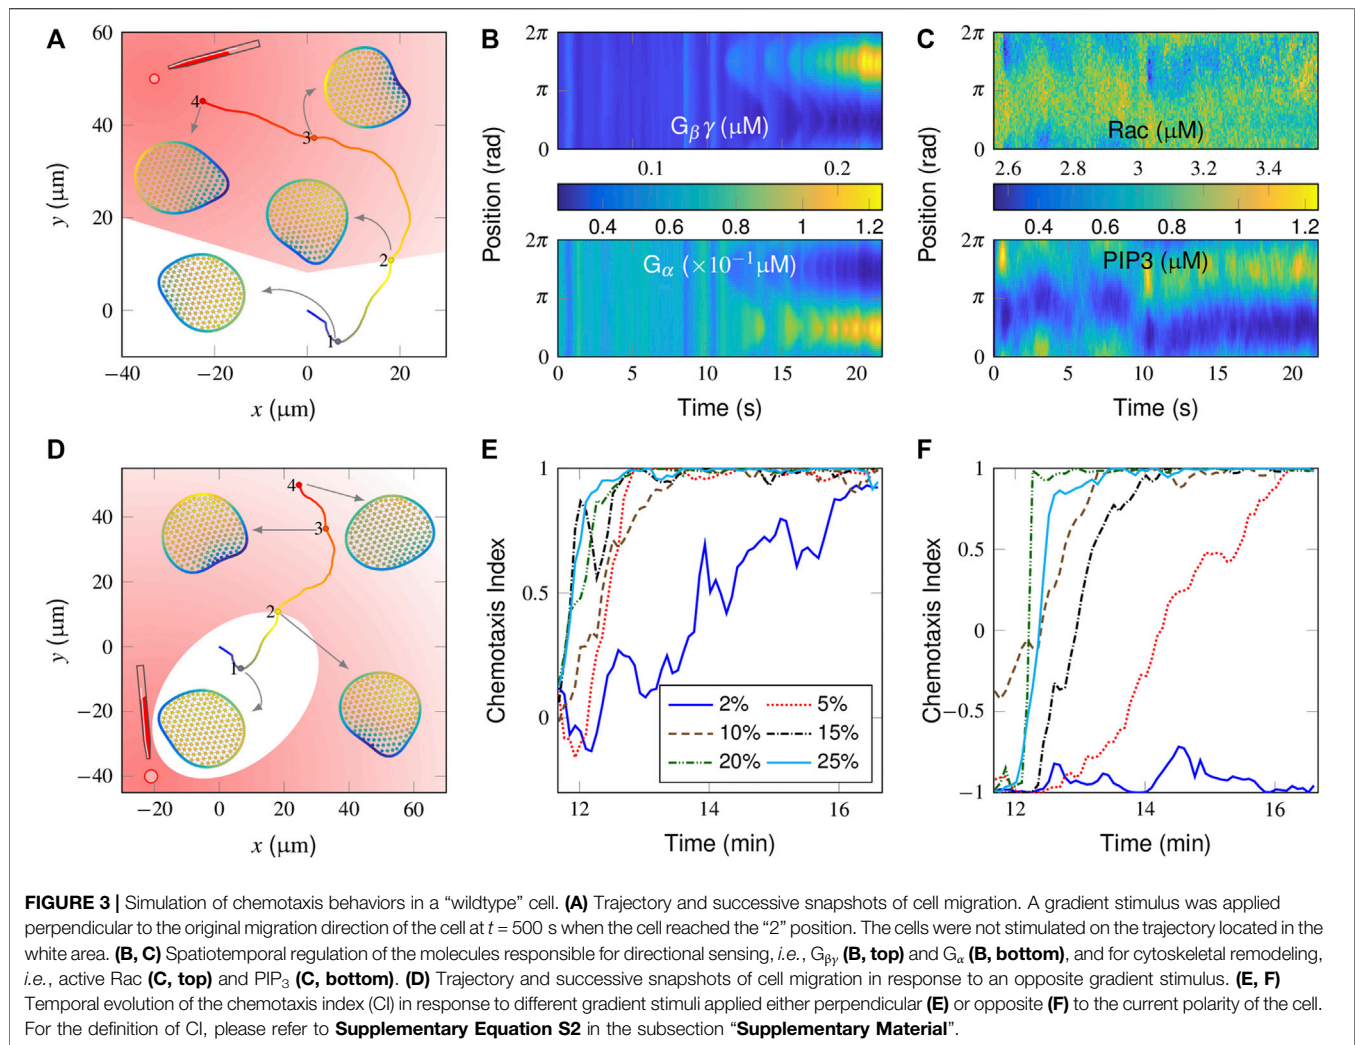 A
60
40
20
0
y (μm)
−40
−20
0
20
x (μm)
1
2
3
4
B
2π
π
0
Position (rad)
Gβγ (μM)
0.1
0.2
0.4
0.6
0.8
1
1.2
2π
π
0
Gα (×10⁻¹μM)
0
5
10
15
20
Time (s)
C
2π
π
0
Position (rad)
Rac (μM)
2.6
2.8
3
3.2
3.4
0.4
0.6
0.8
1
1.2
2π
π
0
PIP3 (μM)
0
5
10
15
20
Time (s)
D
40
20
0
−20
−40
y (μm)
−20
0
20
40
60
x (μm)
1
2
3
4
E
1
0.5
0
Chemotaxis Index
2%
5%
10%
15%
20%
25%
12
14
16
Time (min)
F
1
0.5
0
−0.5
−1
Chemotaxis Index
12
14
16
Time (min)
FIGURE 3 | Simulation of chemotaxis behaviors in a “wildtype” cell. (A) Trajectory and successive snapshots of cell migration. A gradient stimulus was applied
perpendicular to the original migration direction of the cell at t = 500 s when the cell reached the “2” position. The cells were not stimulated on the trajectory located in the
white area. (B, C) Spatiotemporal regulation of the molecules responsible for directional sensing, i.e., Gβγ (B, top) and Gα (B, bottom), and for cytoskeletal remodeling,
i.e., active Rac (C, top) and PIP₃ (C, bottom). (D) Trajectory and successive snapshots of cell migration in response to an opposite gradient stimulus. (E, F)
Temporal evolution of the chemotaxis index (CI) in response to different gradient stimuli applied either perpendicular (E) or opposite (F) to the current polarity of the cell.
For the definition of CI, please refer to Supplementary Equation S2 in the subsection “Supplementary Material”.